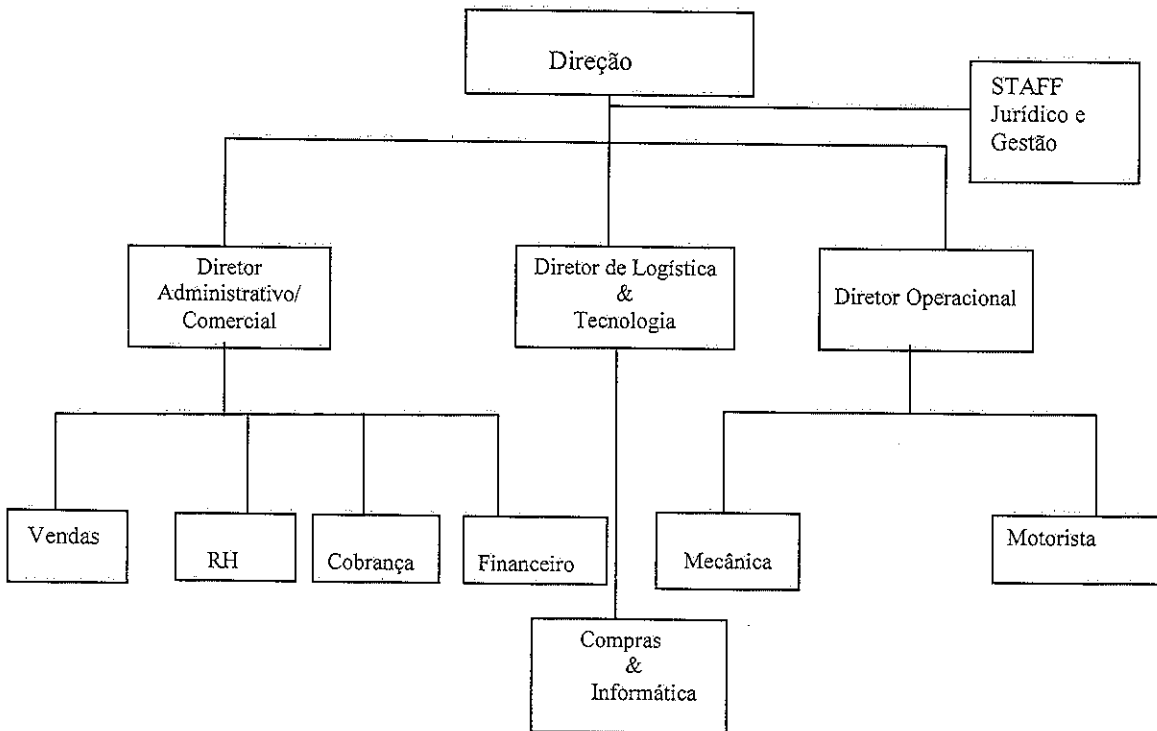 Direção
STAFF
Jurídico e
Gestão
Diretor
Administrativo/
Comercial
Diretor de Logística
&
Tecnologia
Diretor Operacional
Vendas
RH
Cobrança
Financeiro
Mecânica
Motorista
Compras
&
Informática